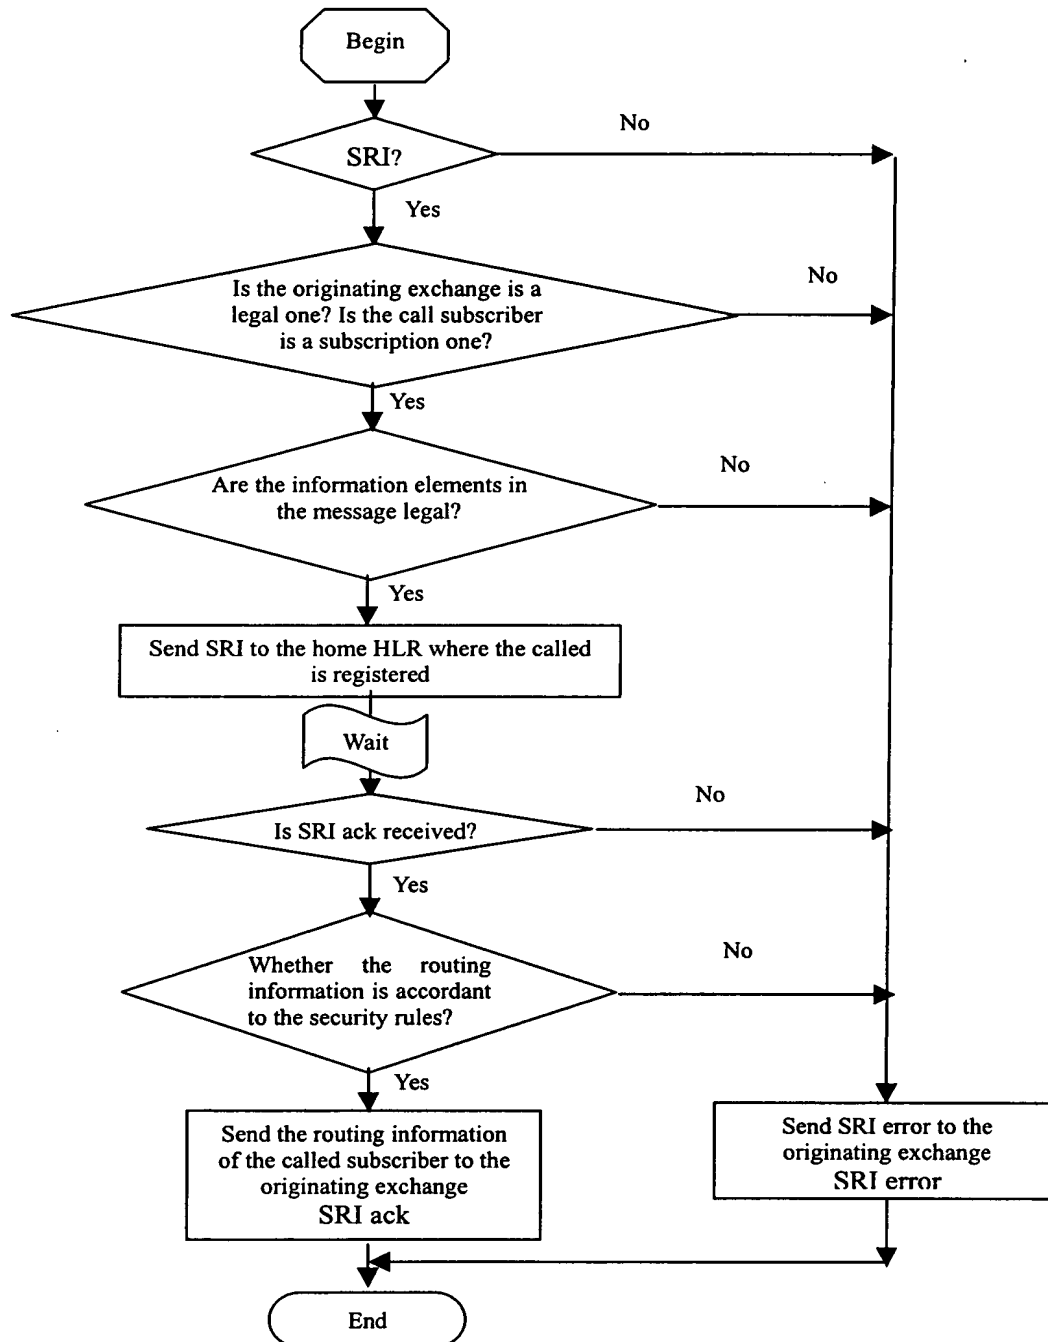 Begin
No
SRI?
Yes
No
Is the originating exchange is a
legal one? Is the call subscriber
is a subscription one?
Yes
No
Are the information elements in
the message legal?
Yes
Send SRI to the home HLR where the called
is registered
Wait
No
Is SRI ack received?
Yes
No
Whether the routing
information is accordant
to the security rules?
Yes
Send the routing information
of the called subscriber to the
originating exchange
SRI ack
Send SRI error to the
originating exchange
SRI error
End